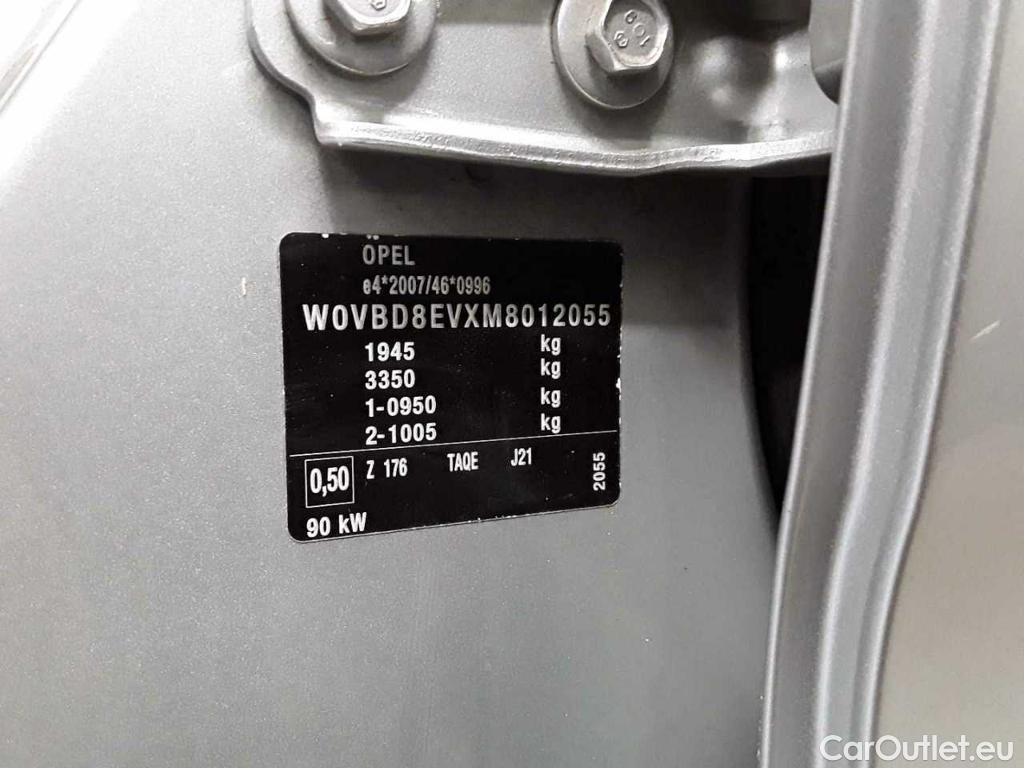 109
OPEL
e4*2007/46*0996
W0VBD8EVXM8012055
1945 kg
3350 kg
1-0950 kg
2-1005 kg
0,50 Z 176 TAQE J21 2055
90 kW
CarOutlet.eu